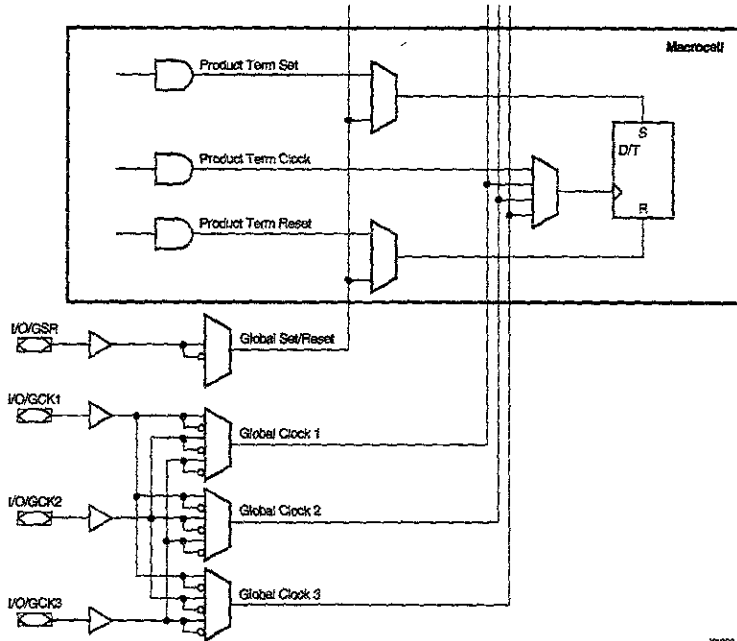 Macrocell
Product Term Set
S
D/T
Product Term Clock
R
Product Term Reset
I/O/GSR
Global Set/Reset
I/O/GCK1
Global Clock 1
I/O/GCK2
Global Clock 2
I/O/GCK3
Global Clock 3